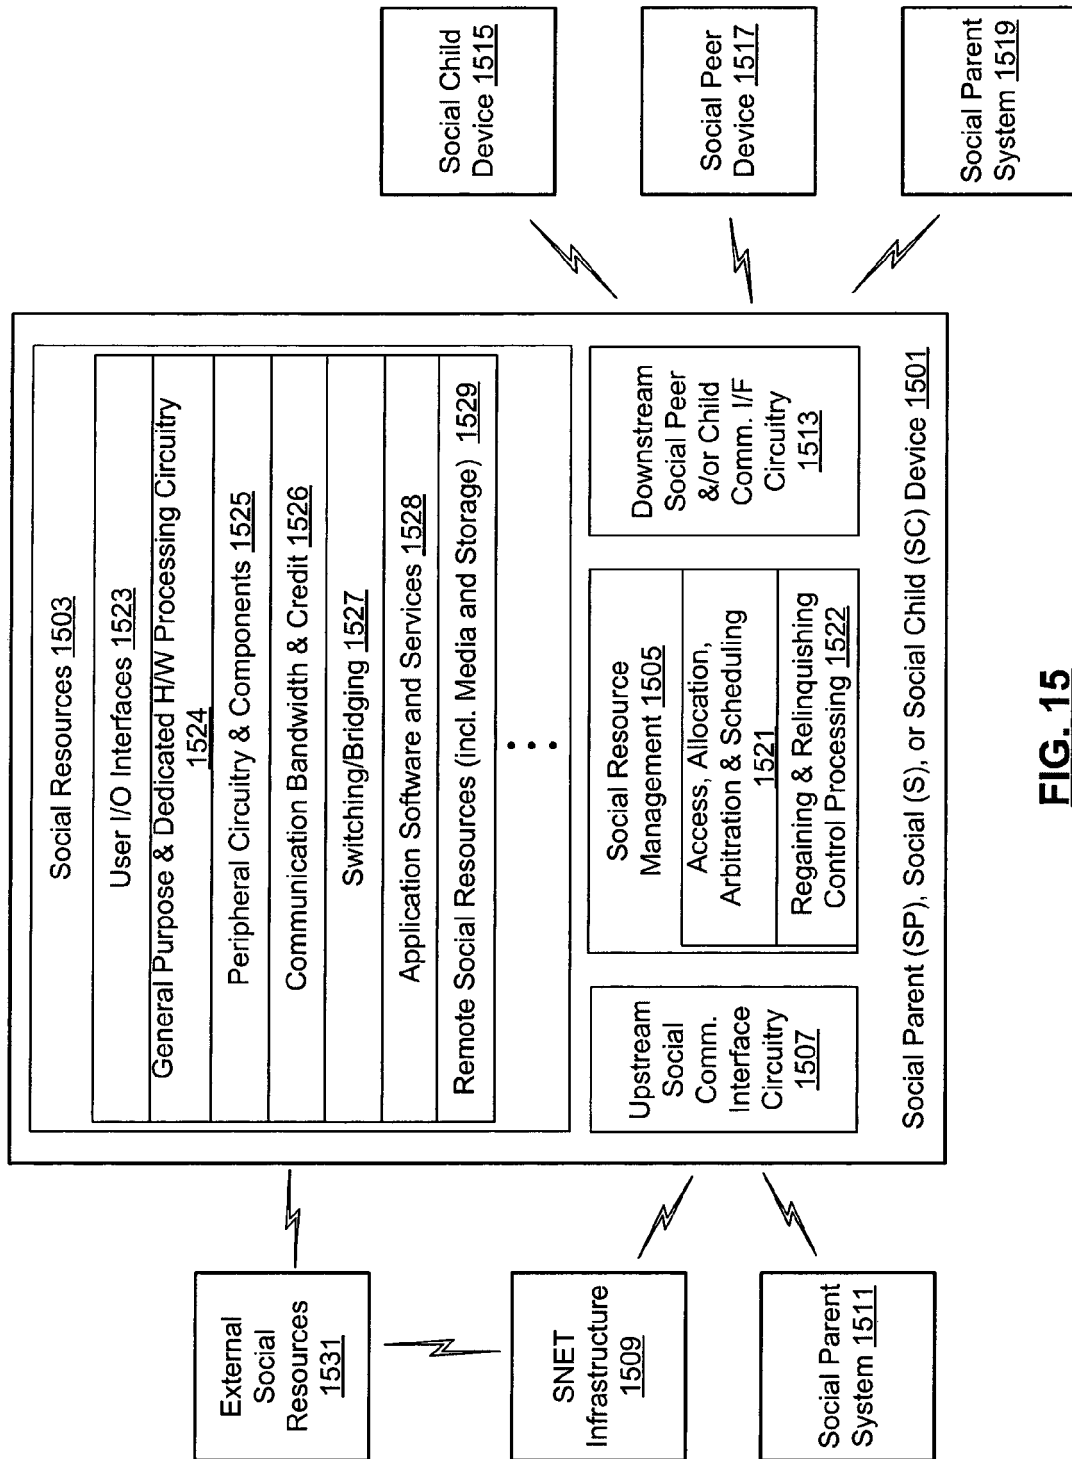 External
Social
Resources
1531
SNET
Infrastructure
1509
Social Parent
System 1511
Social Resources 1503
User I/O Interfaces 1523
General Purpose & Dedicated H/W Processing Circuitry
1524
Peripheral Circuitry & Components 1525
Communication Bandwidth & Credit 1526
Switching/Bridging 1527
Application Software and Services 1528
Remote Social Resources (incl. Media and Storage) 1529
Upstream
Social
Comm.
Interface
Circuitry
1507
Social Resource
Management 1505
Access, Allocation,
Arbitration & Scheduling
1521
Regaining & Relinquishing
Control Processing 1522
Downstream
Social Peer
&/or Child
Comm. I/F
Circuitry
1513
Social Parent (SP), Social (S), or Social Child (SC) Device 1501
Social Child
Device 1515
Social Peer
Device 1517
Social Parent
System 1519
FIG. 15